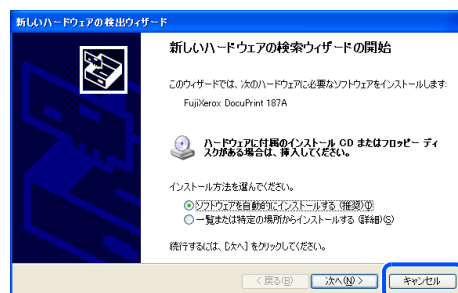 新しいハードウェアの検出ウィザード
新しいハードウェアの検索ウィザードの開始
このウィザードでは、次のハードウェアに必要なソフトウェアをインストールします:
FujiXerox DocuPrint 187A
ハードウェアに付属のインストール CD またはフロッピー ディ
スクがある場合は、挿入してください。
インストール方法を選んでください。
ソフトウェアを自動的にインストールする (推奨)(I)
一覧または特定の場所からインストールする (詳細)(S)
続行するには、[次へ] をクリックしてください。
< 戻る(B) 次へ(N) > キャンセル